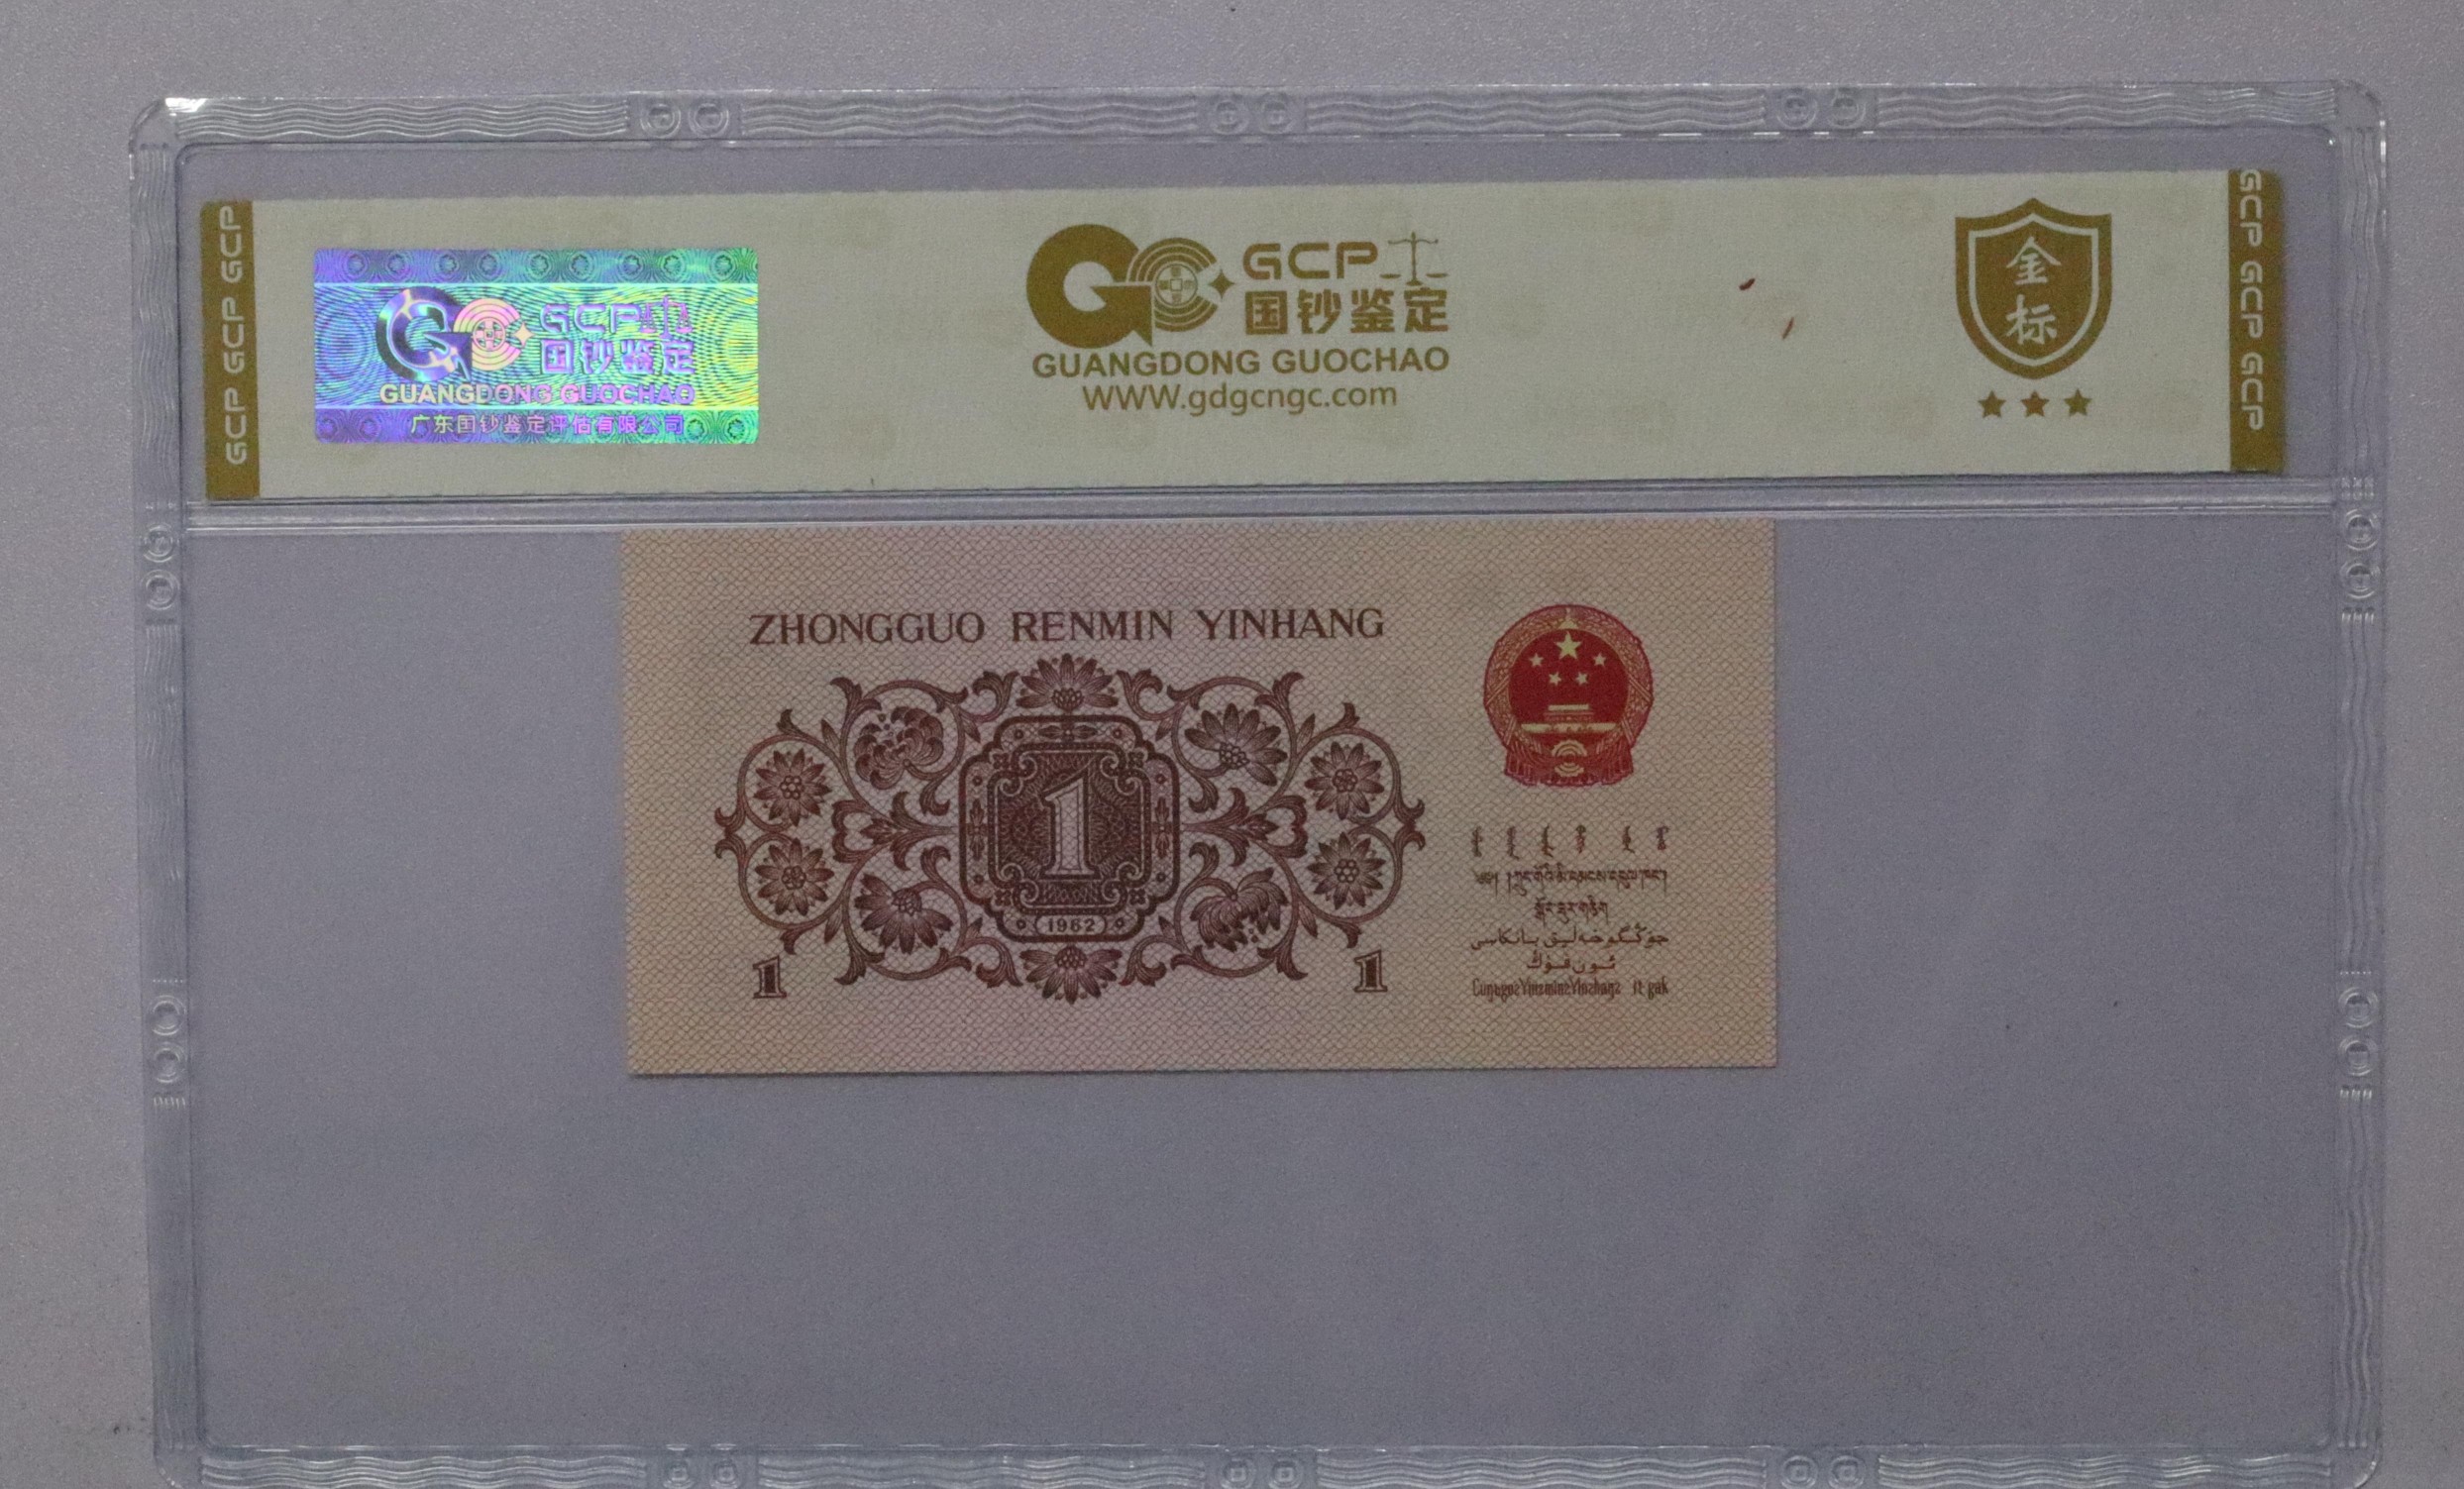 GCP GCP GCP
GCP
国钞鉴定
GUANGDONG GUOCHAO
广东国钞鉴定评估有限公司
GCP
国钞鉴定
GUANGDONG GUOCHAO
WWW.gdgcngc.com
金
标
GCP GCP GCP
ZHONGGUO RENMIN YINHANG
1
1962
1
1